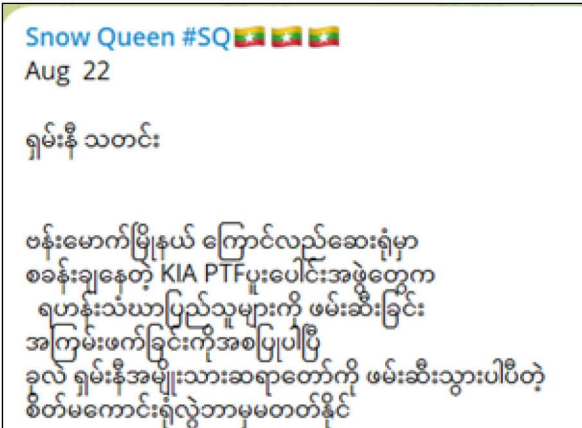 Snow Queen #SQ🇲🇲🇲🇲🇲🇲
Aug 22
ရှမ်းနီ သတင်း
ဗန်းမောက်မြို့နယ် ကြောင်လည်ဆေးရုံမှာ
စခန်းချနေတဲ့ KIA PTFပူးပေါင်းအဖွဲ့တွေက
ရဟန်းသံဃာပြည်သူများကို ဖမ်းဆီးခြင်း
အကြမ်းဖက်ခြင်းကိုအစပြုပါပြီ
ခုလဲ ရှမ်းနီအမျိုးသားဆရာတော်ကို ဖမ်းဆီးသွားပါပီတဲ့
စိတ်မကောင်းရုံလွဲဘာမှမတတ်နိုင်